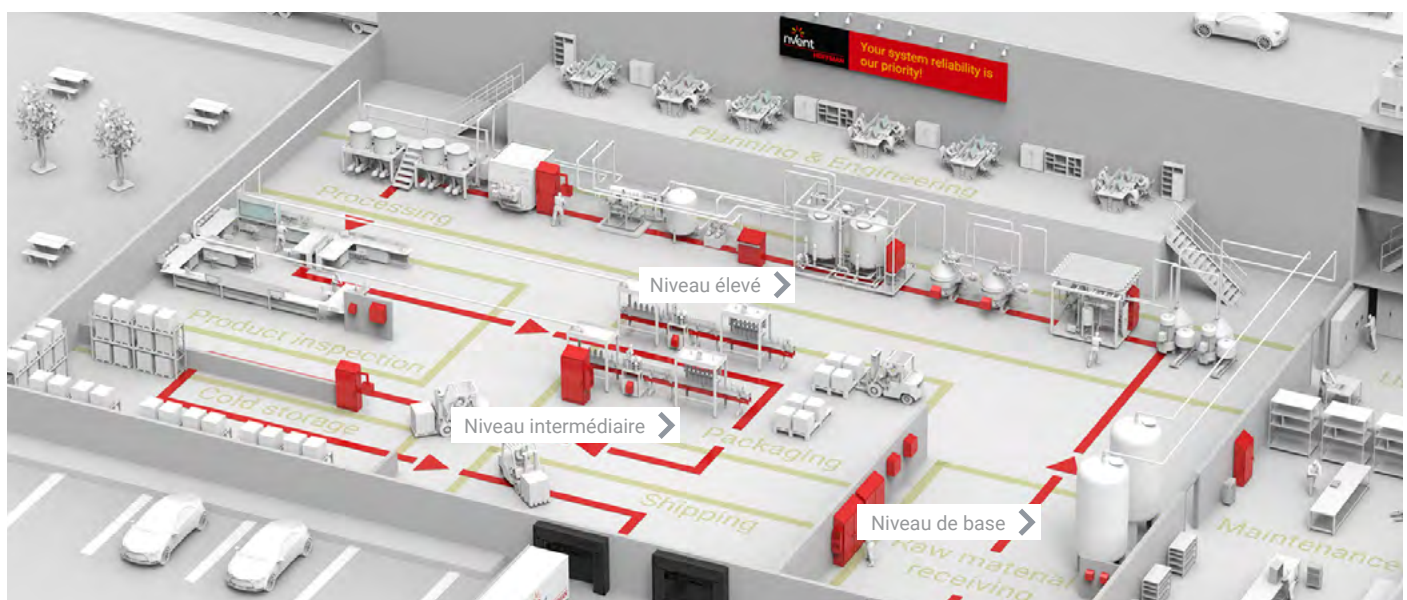 nvent
Your system reliability is
our priority!
Planning & Engineering
Processing
Niveau élevé
Product inspection
Cold storage
Niveau intermédiaire
Packaging
Shipping
Niveau de base
Raw material
receiving
Maintenance